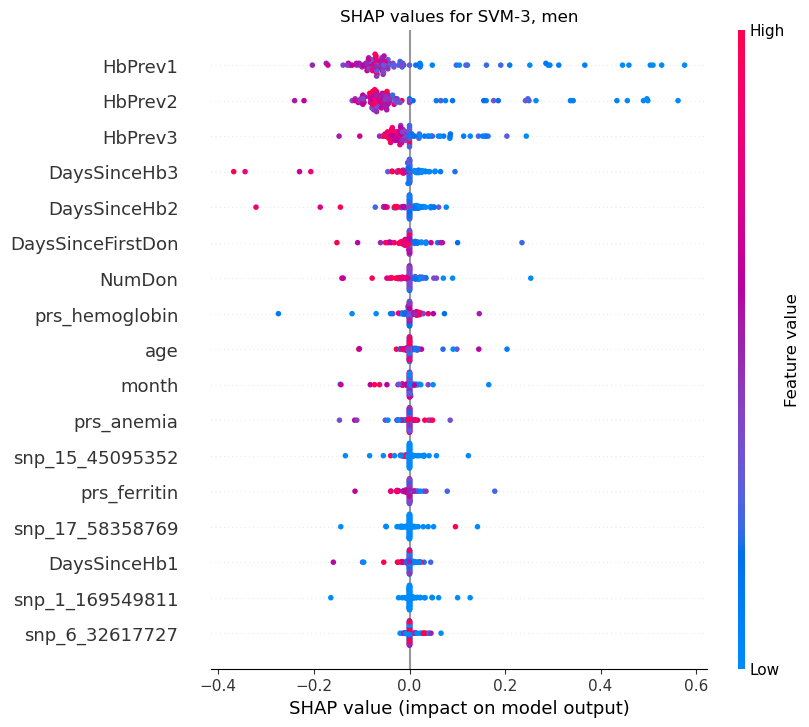 SHAP values for SVM-3, men
High
HbPrev1
HbPrev2
HbPrev3
DaysSinceHb3
DaysSinceHb2
DaysSinceFirstDon
NumDon
prs_hemoglobin
age
month
prs_anemia
snp_15_45095352
prs_ferritin
snp_17_58358769
DaysSinceHb1
snp_1_169549811
snp_6_32617727
Feature value
Low
−0.4 −0.2 0.0 0.2 0.4 0.6
SHAP value (impact on model output)